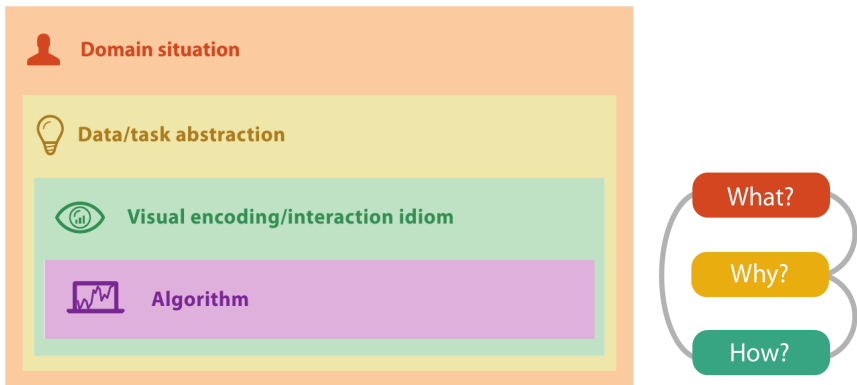 Domain situation
Data/task abstraction
Visual encoding/interaction idiom
Algorithm
What?
Why?
How?